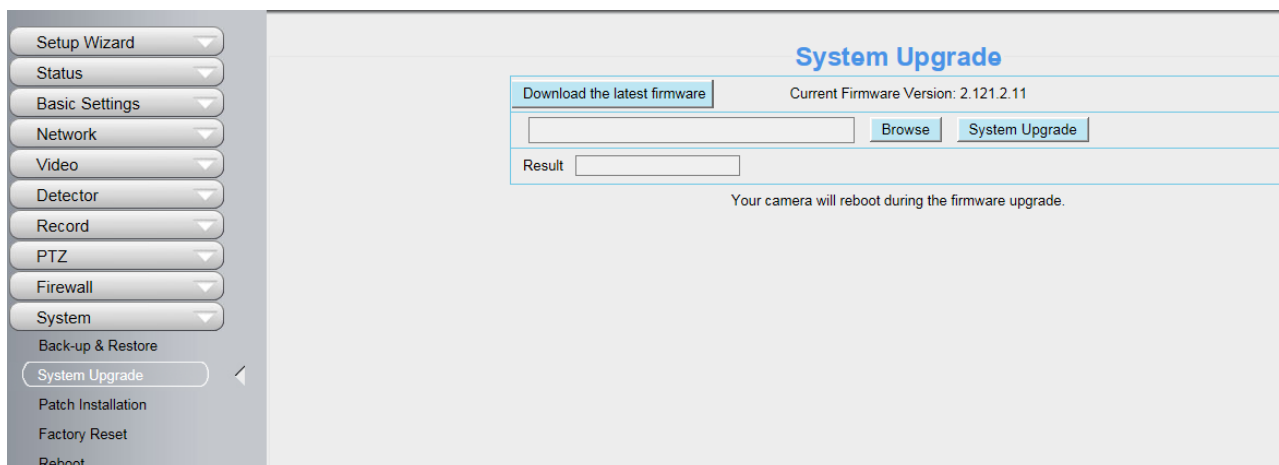 Setup Wizard
Status
Basic Settings
Network
Video
Detector
Record
PTZ
Firewall
System
Back-up & Restore
System Upgrade
Patch Installation
Factory Reset
Reboot
System Upgrade
Download the latest firmware Current Firmware Version: 2.121.2.11
Browse System Upgrade
Result
Your camera will reboot during the firmware upgrade.